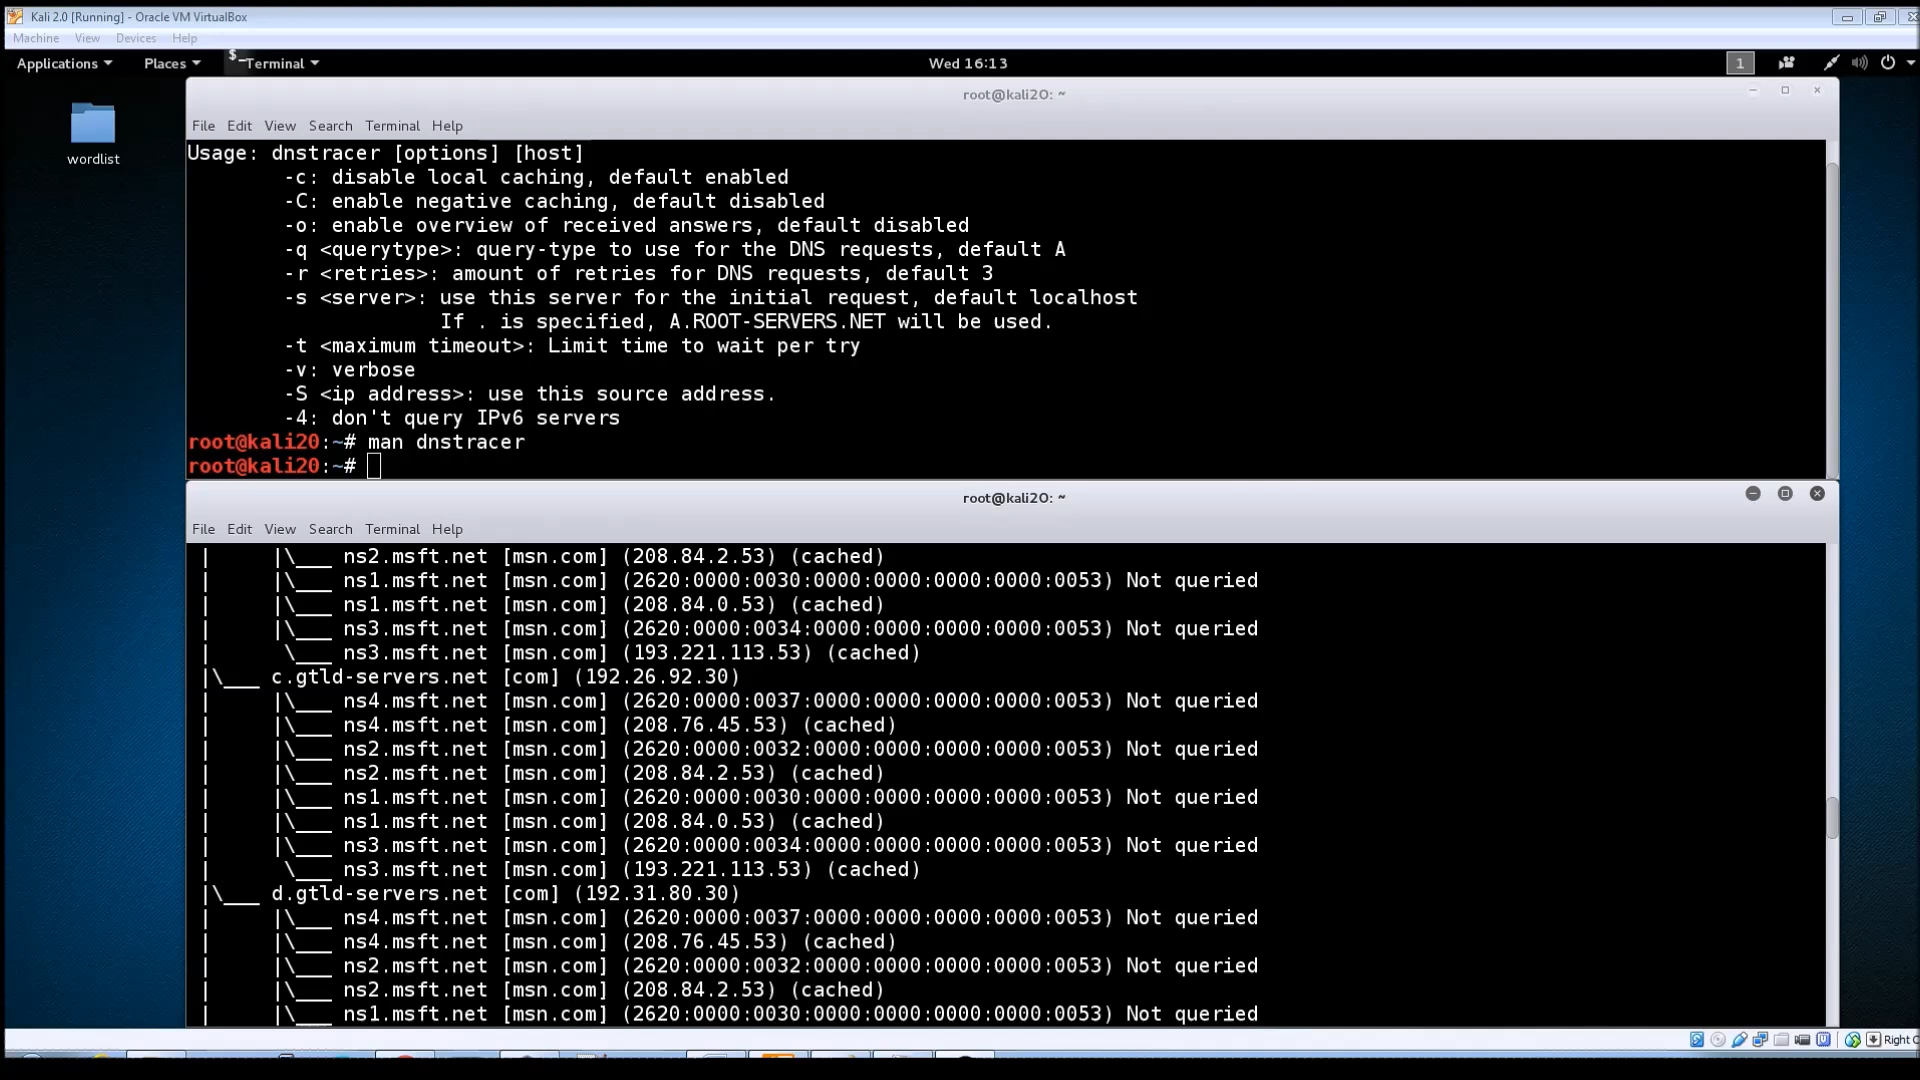 Kali 2.0 [Running] - Oracle VM VirtualBox
Machine View Devices Help
Applications Places Terminal Wed 16:13 1
wordlist
root@kali20: ~
File Edit View Search Terminal Help
Usage: dnstracer [options] [host]
-c: disable local caching, default enabled
-C: enable negative caching, default disabled
-o: enable overview of received answers, default disabled
-q <querytype>: query-type to use for the DNS requests, default A
-r <retries>: amount of retries for DNS requests, default 3
-s <server>: use this server for the initial request, default localhost
If . is specified, A.ROOT-SERVERS.NET will be used.
-t <maximum timeout>: Limit time to wait per try
-v: verbose
-S <ip address>: use this source address.
-4: don't query IPv6 servers
root@kali20:~# man dnstracer
root@kali20:~#
root@kali20: ~
File Edit View Search Terminal Help
| |\___ ns2.msft.net [msn.com] (208.84.2.53) (cached)
| |\___ ns1.msft.net [msn.com] (2620:0000:0030:0000:0000:0000:0000:0053) Not queried
| |\___ ns1.msft.net [msn.com] (208.84.0.53) (cached)
| |\___ ns3.msft.net [msn.com] (2620:0000:0034:0000:0000:0000:0000:0053) Not queried
| \___ ns3.msft.net [msn.com] (193.221.113.53) (cached)
|\___ c.gtld-servers.net [com] (192.26.92.30)
| |\___ ns4.msft.net [msn.com] (2620:0000:0037:0000:0000:0000:0000:0053) Not queried
| |\___ ns4.msft.net [msn.com] (208.76.45.53) (cached)
| |\___ ns2.msft.net [msn.com] (2620:0000:0032:0000:0000:0000:0000:0053) Not queried
| |\___ ns2.msft.net [msn.com] (208.84.2.53) (cached)
| |\___ ns1.msft.net [msn.com] (2620:0000:0030:0000:0000:0000:0000:0053) Not queried
| |\___ ns1.msft.net [msn.com] (208.84.0.53) (cached)
| |\___ ns3.msft.net [msn.com] (2620:0000:0034:0000:0000:0000:0000:0053) Not queried
| \___ ns3.msft.net [msn.com] (193.221.113.53) (cached)
|\___ d.gtld-servers.net [com] (192.31.80.30)
| |\___ ns4.msft.net [msn.com] (2620:0000:0037:0000:0000:0000:0000:0053) Not queried
| |\___ ns4.msft.net [msn.com] (208.76.45.53) (cached)
| |\___ ns2.msft.net [msn.com] (2620:0000:0032:0000:0000:0000:0000:0053) Not queried
| |\___ ns2.msft.net [msn.com] (208.84.2.53) (cached)
| |\___ ns1.msft.net [msn.com] (2620:0000:0030:0000:0000:0000:0000:0053) Not queried
Right